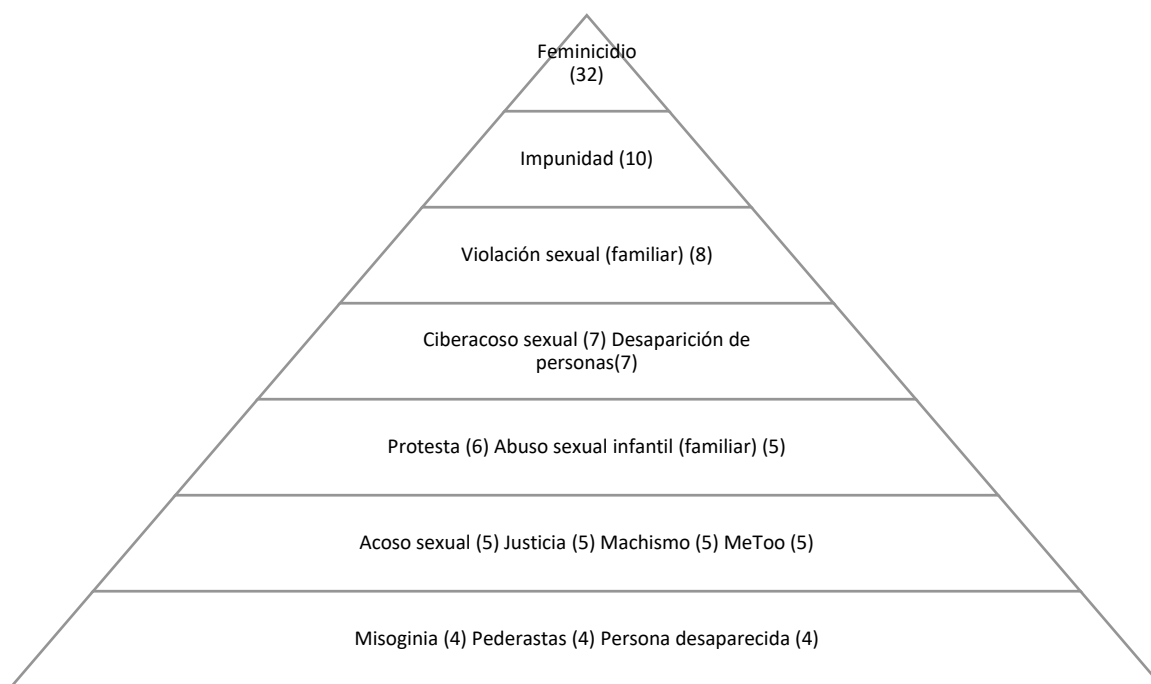 Feminicidio
(32)
Impunidad (10)
Violación sexual (familiar) (8)
Ciberacoso sexual (7) Desaparición de
personas(7)
Protesta (6) Abuso sexual infantil (familiar) (5)
Acoso sexual (5) Justicia (5) Machismo (5) MeToo (5)
Misoginia (4) Pederastas (4) Persona desaparecida (4)